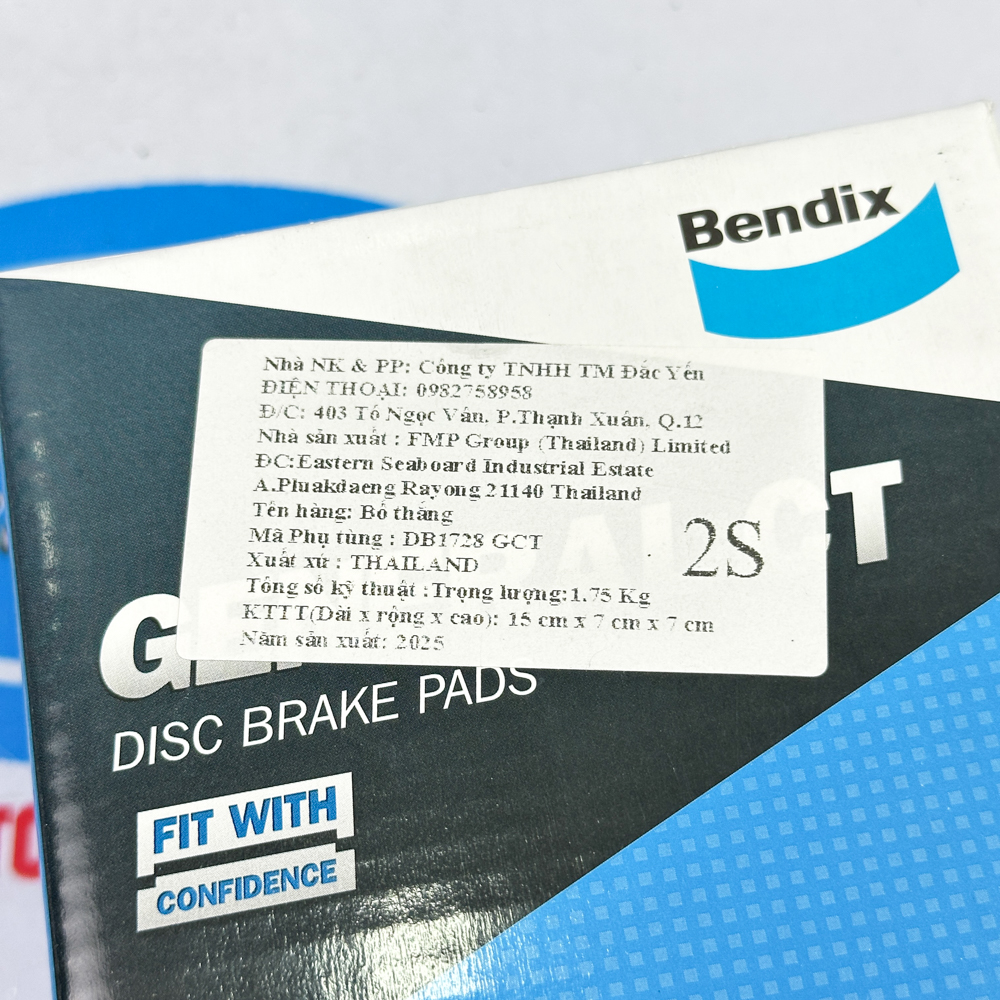 Bendix
Nhà NK & PP: Công ty TNHH TM Đắc Yến
ĐIỆN THOẠI: 0982758958
Đ/C: 403 Tô Ngọc Vân, P.Thạnh Xuân, Q.12
Nhà sản xuất : FMP Group (Thailand) Limited
ĐC:Eastern Seaboard Industrial Estate
A.Pluakdaeng Rayong 21140 Thailand
Tên hàng: Bố thắng
Mã Phụ tùng : DB1728 GCT
Xuất xứ : THAILAND
Tổng số kỹ thuật :Trọng lượng:1.75 Kg
KTTT(Dài x rộng x cao): 15 cm x 7 cm x 7 cm
Năm sản xuất: 2025
2S
DISC BRAKE PADS
FIT WITH
CONFIDENCE